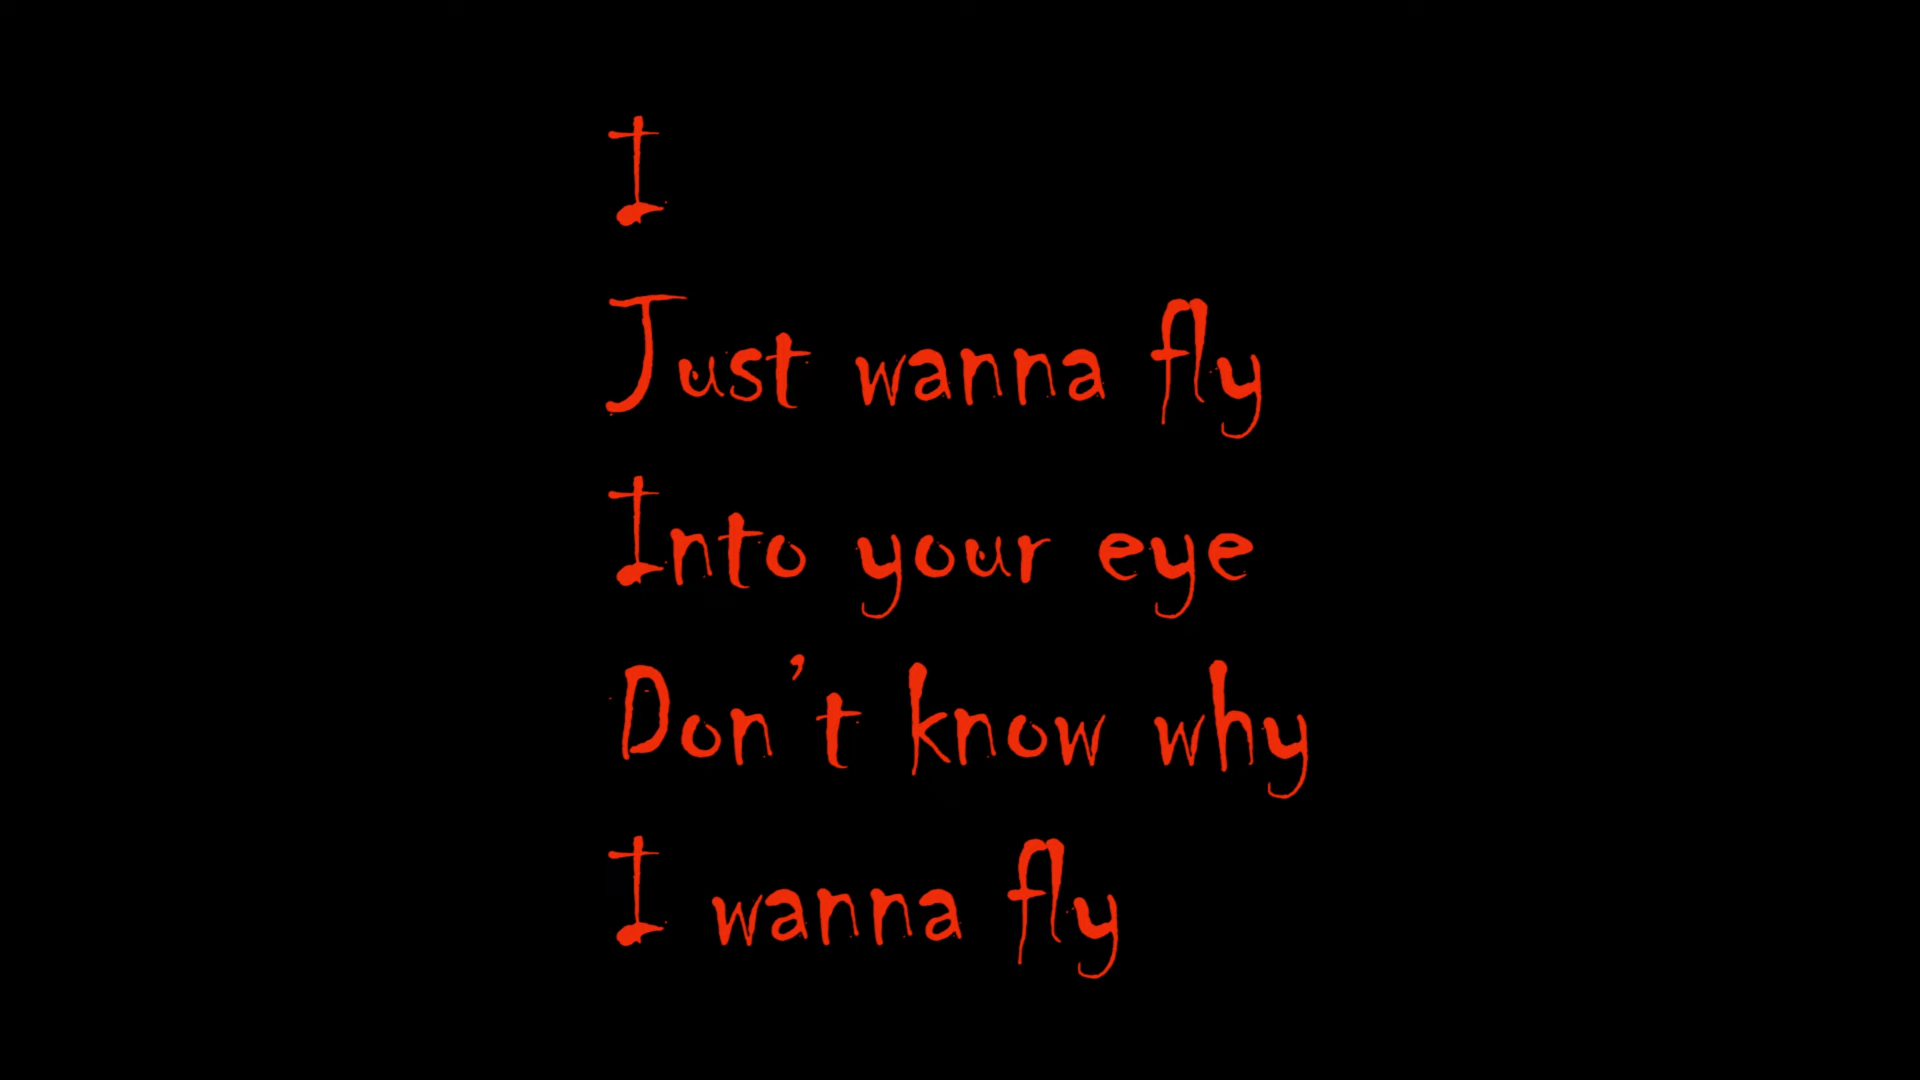 I
Just wanna fly
Into your eye
Don't know why
I wanna fly